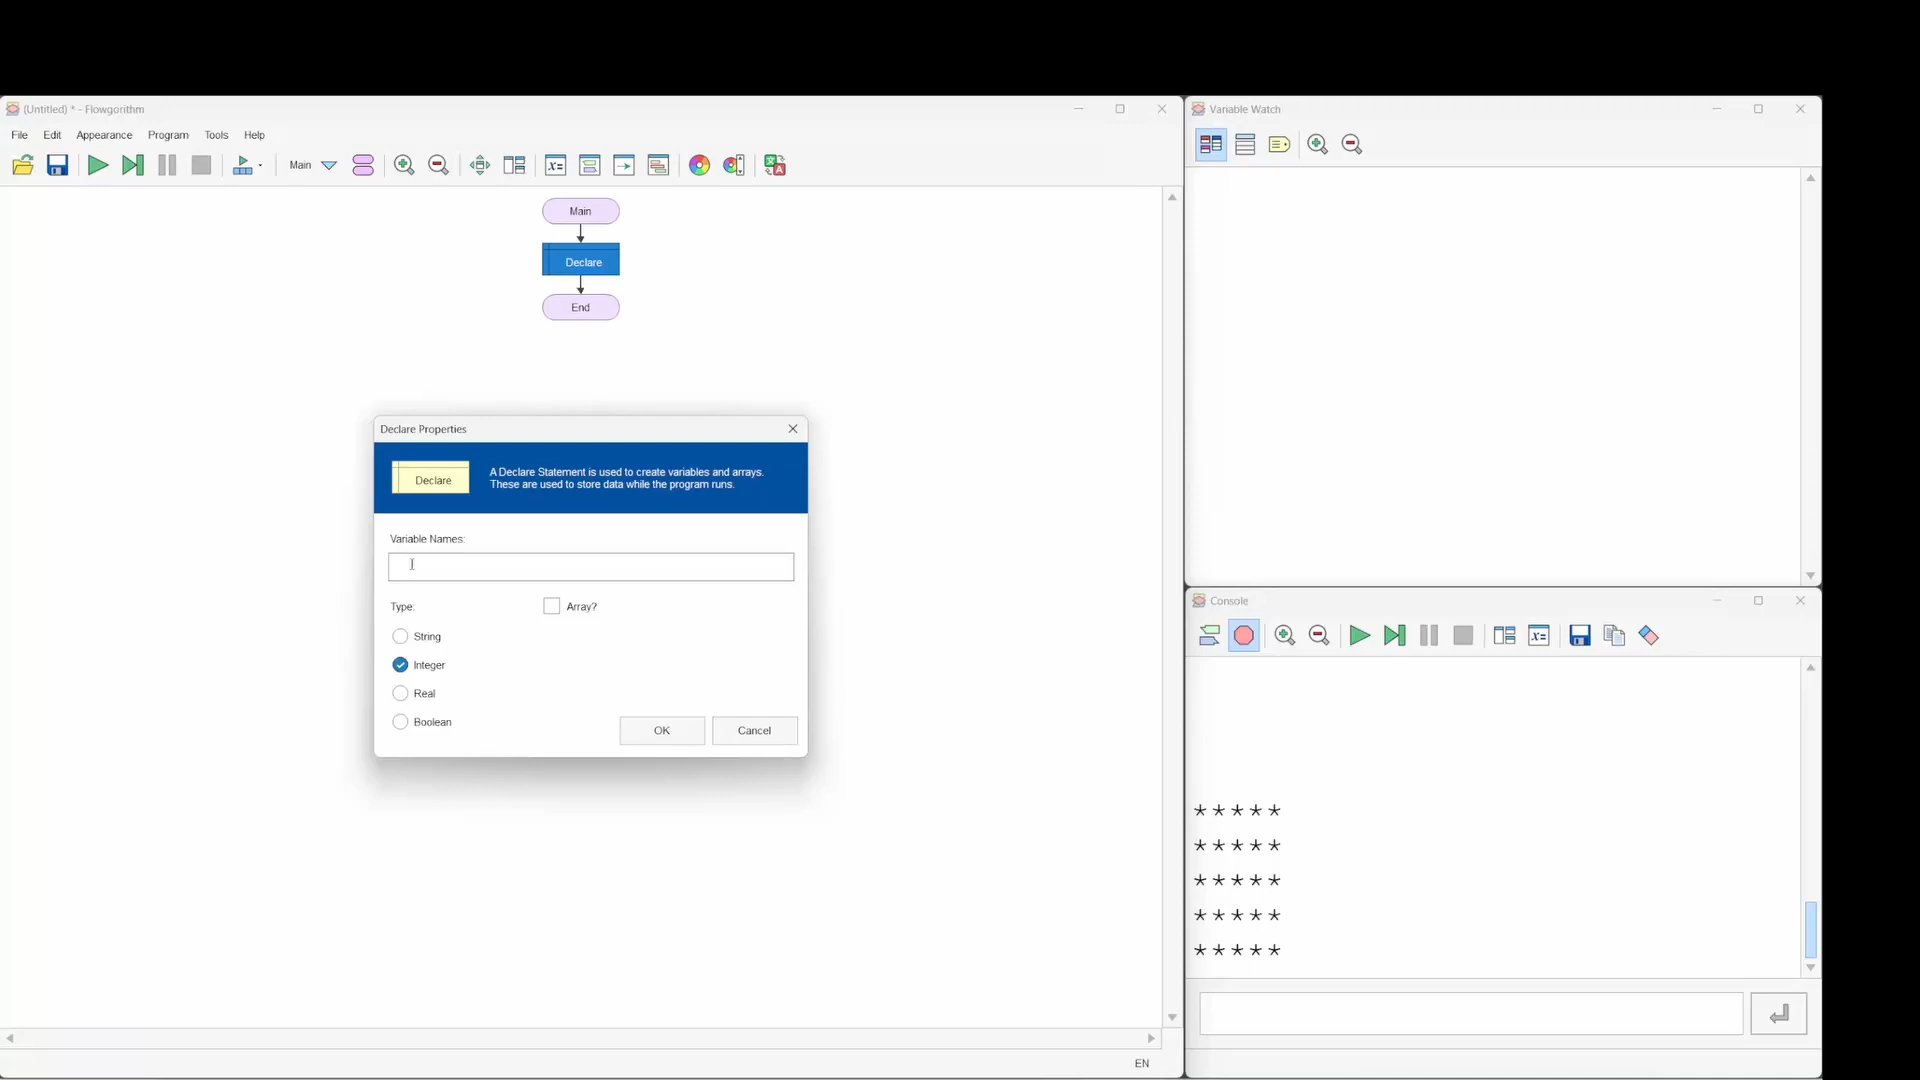 (Untitled) * - Flowgorithm
File Edit Appearance Program Tools Help
Main
Main
Declare
End
Declare Properties
Declare
A Declare Statement is used to create variables and arrays.
These are used to store data while the program runs.
Variable Names:
Type:
Array?
String
Integer
Real
Boolean
OK
Cancel
EN
Variable Watch
x=
Console
x=
*****
*****
*****
*****
*****